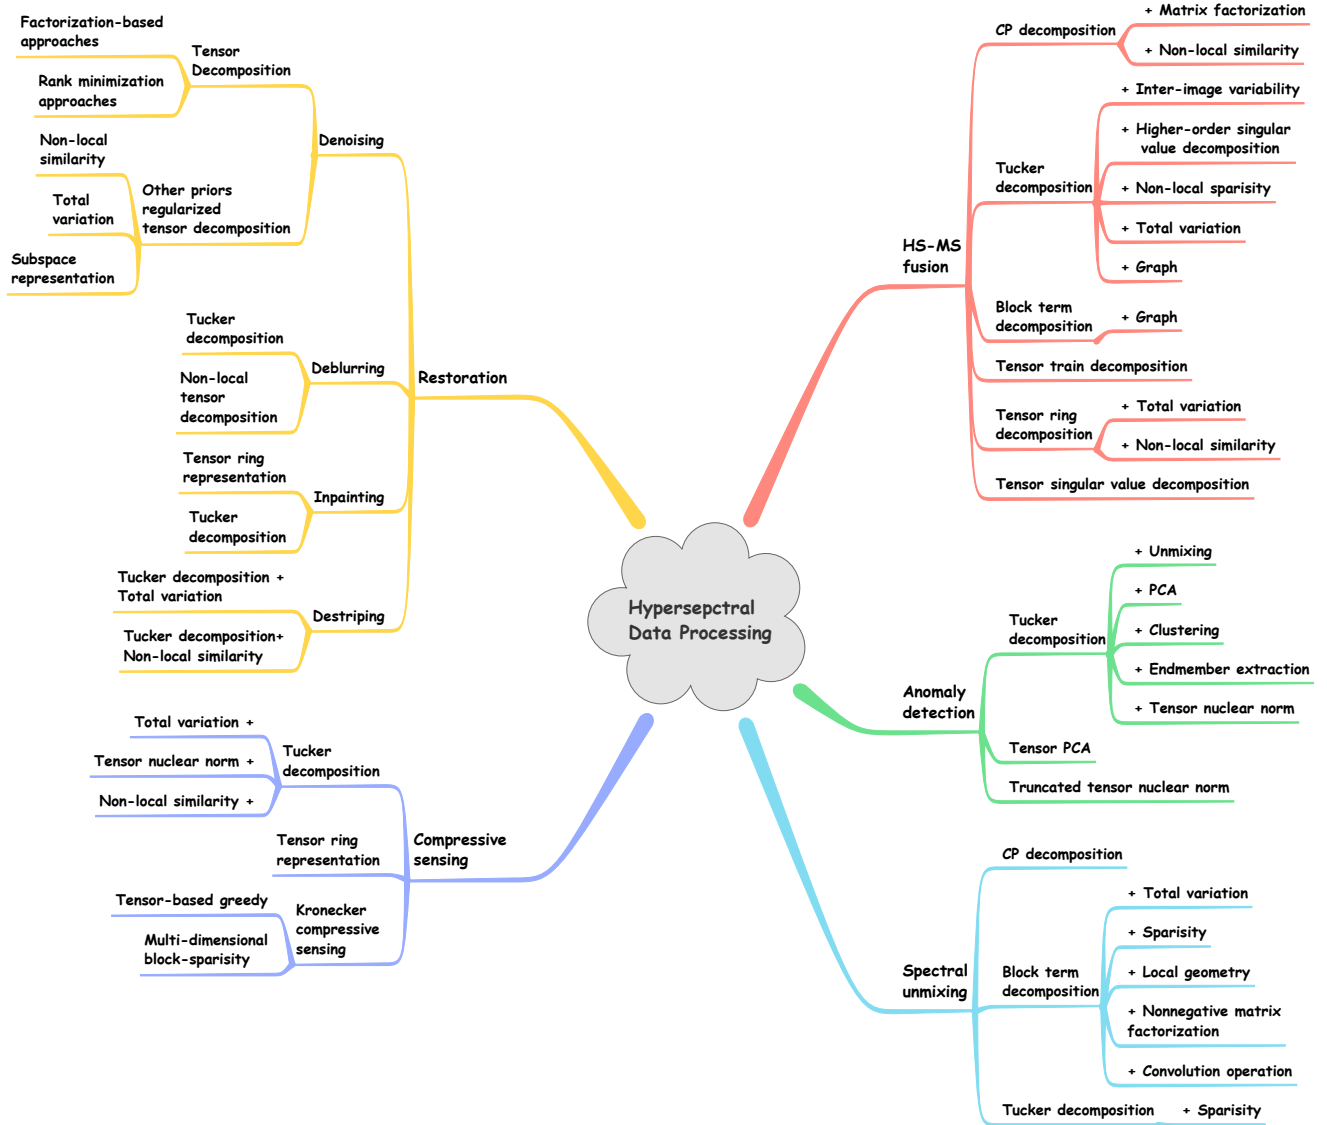 Hypersepctral
Data Processing
Restoration
Denoising
Tensor
Decomposition
Factorization-based
approaches
Rank minimization
approaches
Other priors
regularized
tensor decomposition
Non-local
similarity
Total
variation
Subspace
representation
Deblurring
Tucker
decomposition
Non-local
tensor
decomposition
Inpainting
Tensor ring
representation
Tucker
decomposition
Destriping
Tucker decomposition +
Total variation
Tucker decomposition+
Non-local similarity
Compressive
sensing
Tucker
decomposition
Total variation +
Tensor nuclear norm +
Non-local similarity +
Tensor ring
representation
Kronecker
compressive
sensing
Tensor-based greedy
Multi-dimensional
block-sparisity
HS-MS
fusion
CP decomposition
+ Matrix factorization
+ Non-local similarity
Tucker
decomposition
+ Inter-image variability
+ Higher-order singular
value decomposition
+ Non-local sparisity
+ Total variation
+ Graph
Block term
decomposition
+ Graph
Tensor train decomposition
Tensor ring
decomposition
+ Total variation
+ Non-local similarity
Tensor singular value decomposition
Anomaly
detection
Tucker
decomposition
+ Unmixing
+ PCA
+ Clustering
+ Endmember extraction
+ Tensor nuclear norm
Tensor PCA
Truncated tensor nuclear norm
Spectral
unmixing
CP decomposition
Block term
decomposition
+ Total variation
+ Sparisity
+ Local geometry
+ Nonnegative matrix
factorization
+ Convolution operation
Tucker decomposition
+ Sparisity